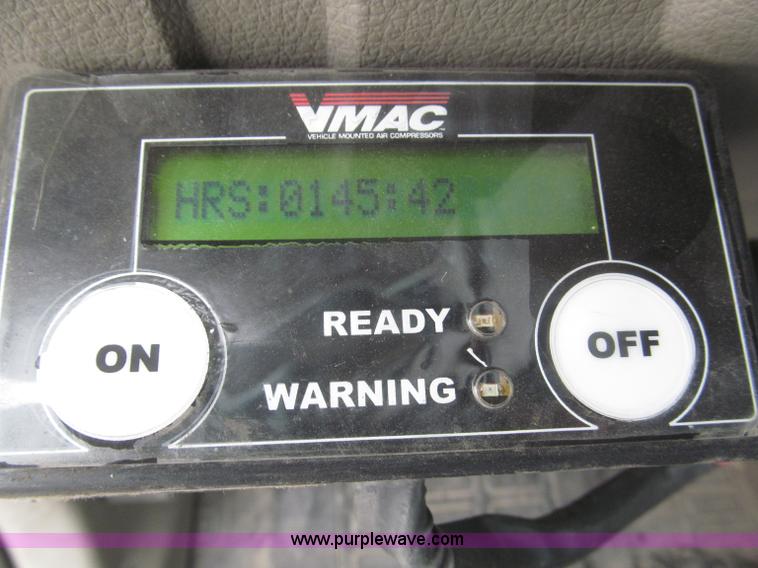 VMAC
VEHICLE MOUNTED AIR COMPRESSORS
HRS:0145:42
READY
ON
OFF
WARNING
www.purplewave.com